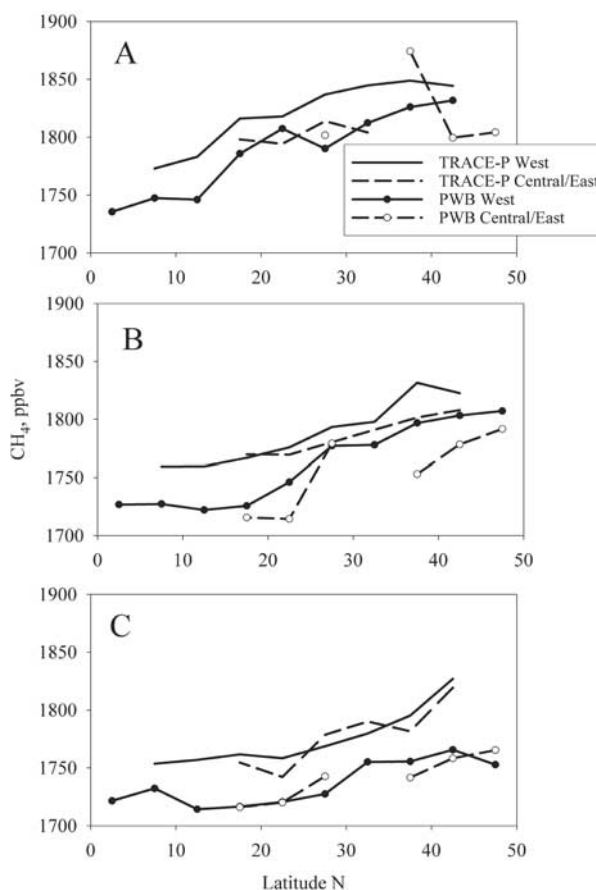 1900
A
1850
1800
1750
1700
TRACE-P West
TRACE-P Central/East
PWB West
PWB Central/East
0 10 20 30 40 50
1900
B
1850
1800
1750
1700
CH₄, ppbv
0 10 20 30 40 50
1900
C
1850
1800
1750
1700
0 10 20 30 40 50
Latitude N